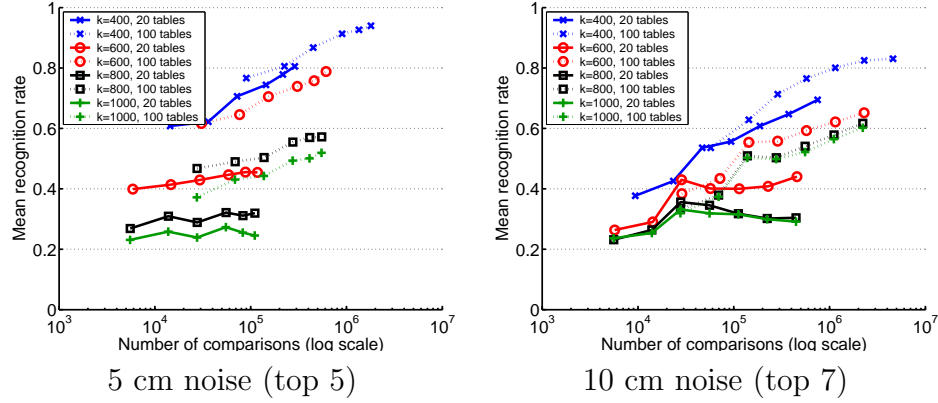 k=400, 20 tables
k=400, 100 tables
k=600, 20 tables
k=600, 100 tables
k=800, 20 tables
k=800, 100 tables
k=1000, 20 tables
k=1000, 100 tables
1
0.8
0.6
0.4
0.2
0
Mean recognition rate
10^3
10^4
10^5
10^6
10^7
Number of comparisons (log scale)
5 cm noise (top 5)
k=400, 20 tables
k=400, 100 tables
k=600, 20 tables
k=600, 100 tables
k=800, 20 tables
k=800, 100 tables
k=1000, 20 tables
k=1000, 100 tables
1
0.8
0.6
0.4
0.2
0
Mean recognition rate
10^3
10^4
10^5
10^6
10^7
Number of comparisons (log scale)
10 cm noise (top 7)